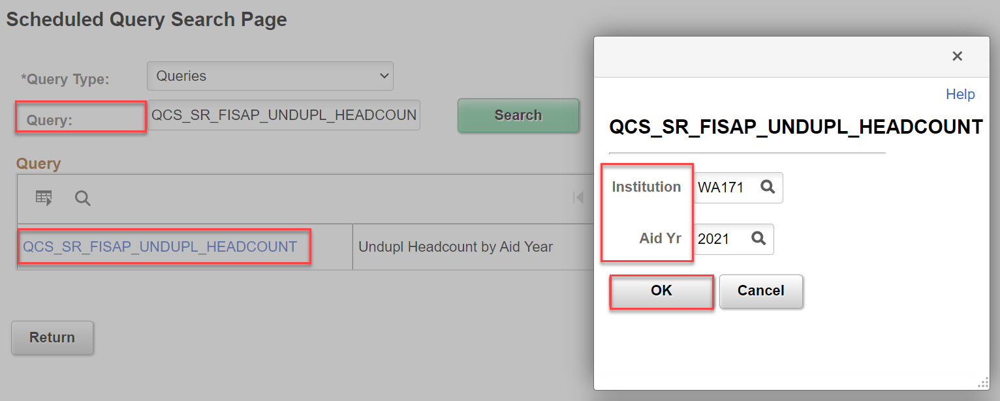 Scheduled Query Search Page
*Query Type:
Queries
Query:
QCS_SR_FISAP_UNDUPL_HEADCOUN
Search
Query
QCS_SR_FISAP_UNDUPL_HEADCOUNT
Undupl Headcount by Aid Year
Return
Help
QCS_SR_FISAP_UNDUPL_HEADCOUNT
Institution
WA171
Aid Yr
2021
OK
Cancel